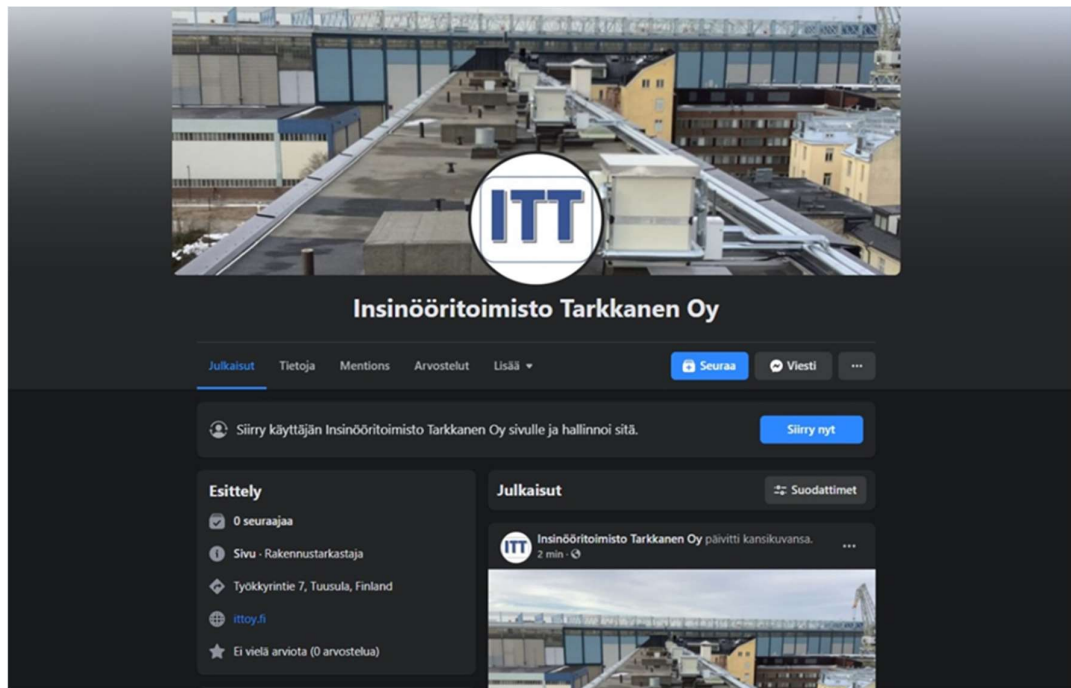 ITT
Insinööritoimisto Tarkkanen Oy
Julkaisut Tietoja Mentions Arvostelut Lisää
Seuraa Viesti ...
Siirry käyttäjän Insinööritoimisto Tarkkanen Oy sivulle ja hallinnoi sitä.
Siirry nyt
Esittely
0 seuraajaa
Sivu · Rakennustarkastaja
Työkkyrintie 7, Tuusula, Finland
ittoy.fi
Ei vielä arviota (0 arvostelua)
Julkaisut
Suodattimet
ITT
Insinööritoimisto Tarkkanen Oy päivitti kansikuvansa.
2 min ·
...